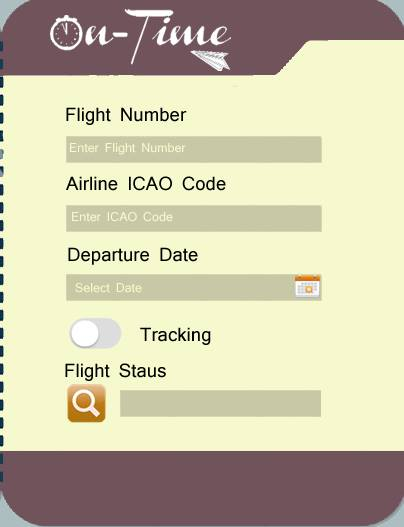 On-Time
Flight Number
Enter Flight Number
Airline ICAO Code
Enter ICAO Code
Departure Date
Select Date
Tracking
Flight Staus